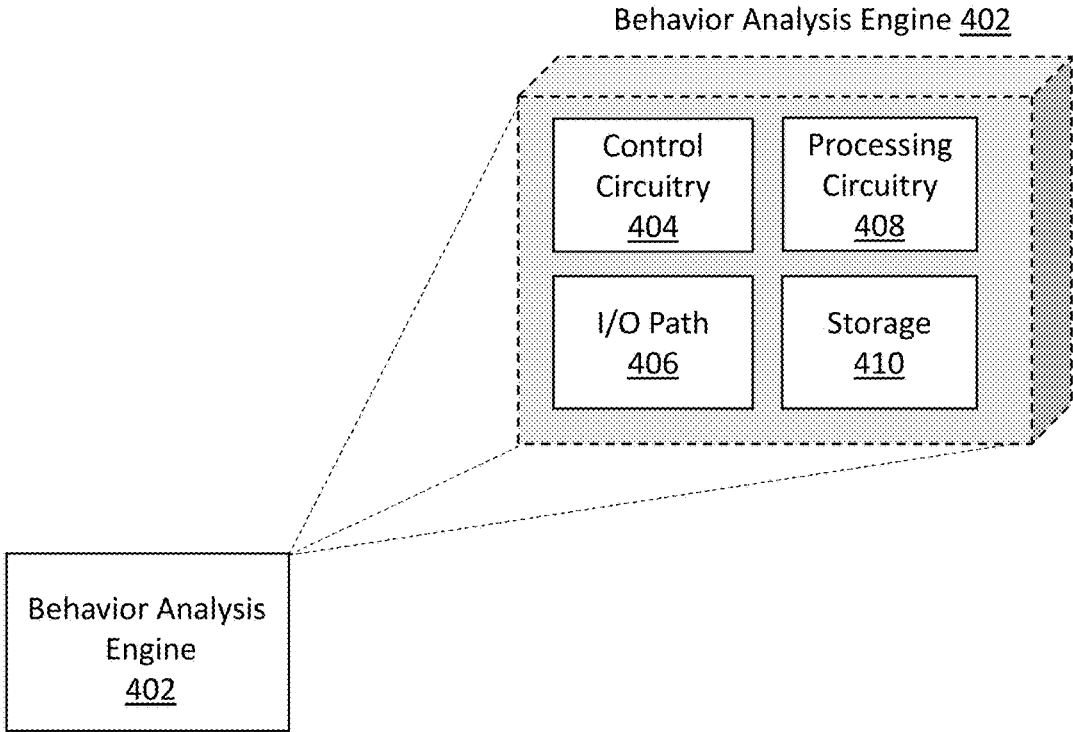 Behavior Analysis Engine 402
Control
Circuitry
404
Processing
Circuitry
408
I/O Path
406
Storage
410
Behavior Analysis
Engine
402